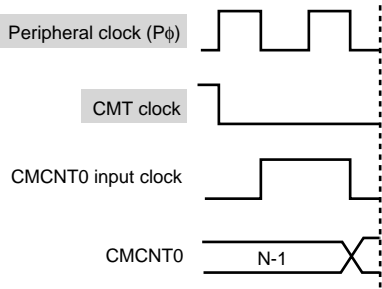 Peripheral clock (Pϕ)
CMT clock
CMCNT0 input clock
CMCNT0
N-1